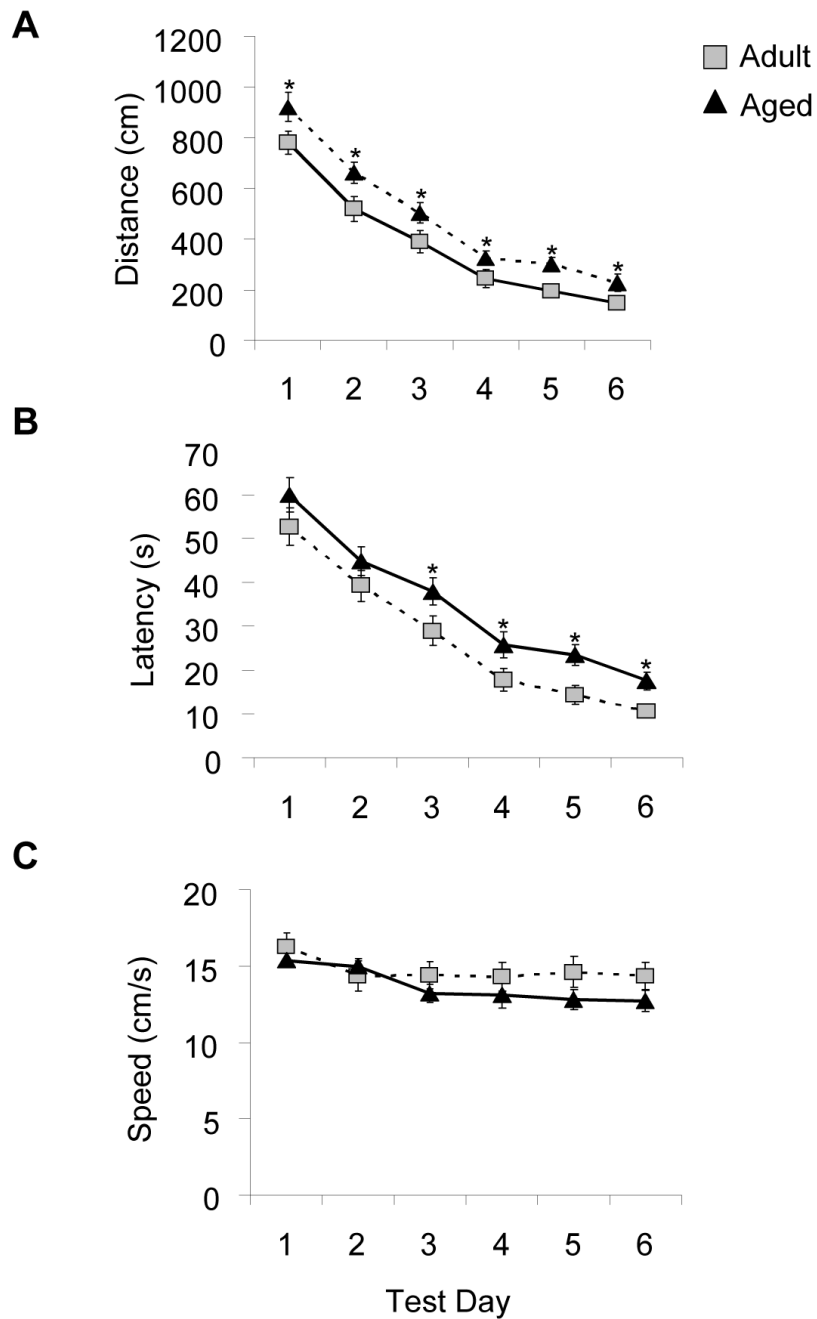 A
1200
1000
800
600
400
200
0
Distance (cm)
* * * * * *
1 2 3 4 5 6
Adult
Aged
B
70
60
50
40
30
20
10
0
Latency (s)
* * * *
1 2 3 4 5 6
C
20
15
10
5
0
Speed (cm/s)
1 2 3 4 5 6
Test Day